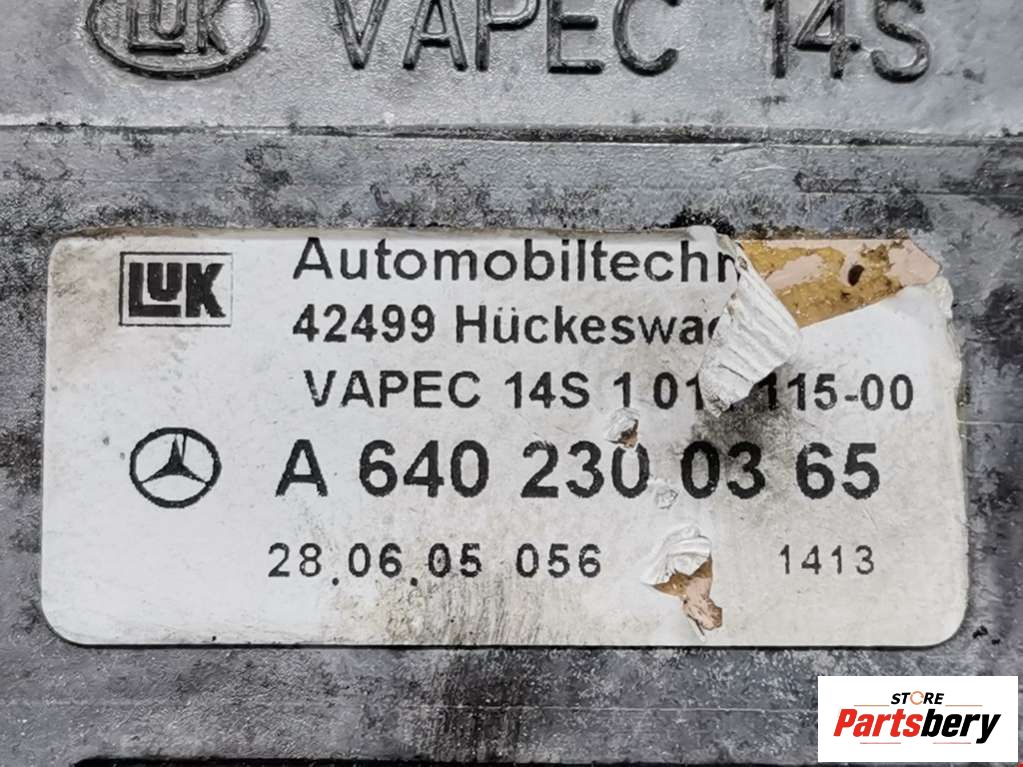 LUK VAPEC 14S
LUK
Automobiltechn
42499 Hückeswag
VAPEC 14S 1 01 115-00
A 640 230 03 65
28.06.05 056 1413
STORE
Partsbery